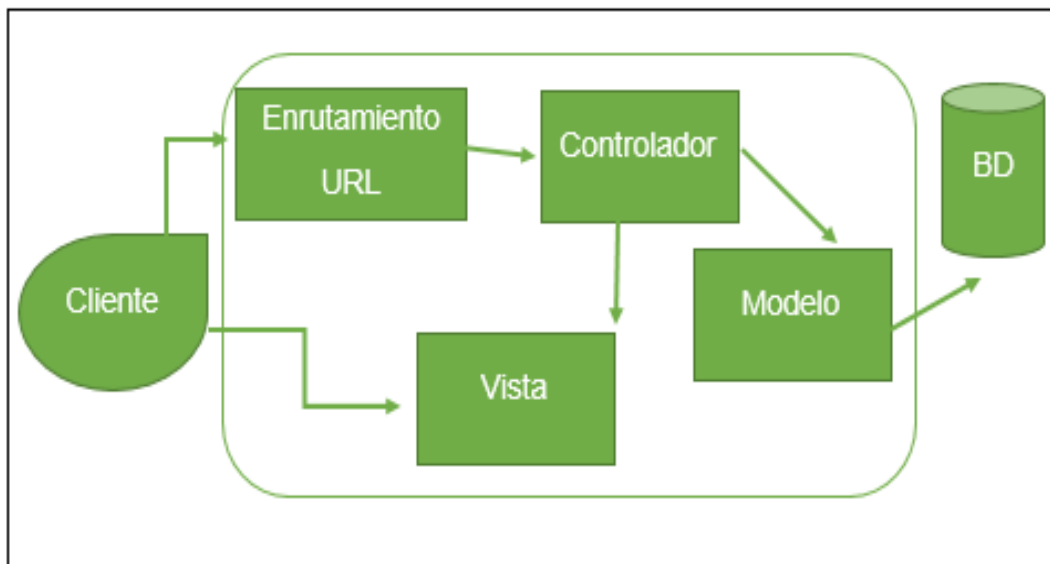 Enrutamiento
URL
Controlador
BD
Cliente
Modelo
Vista